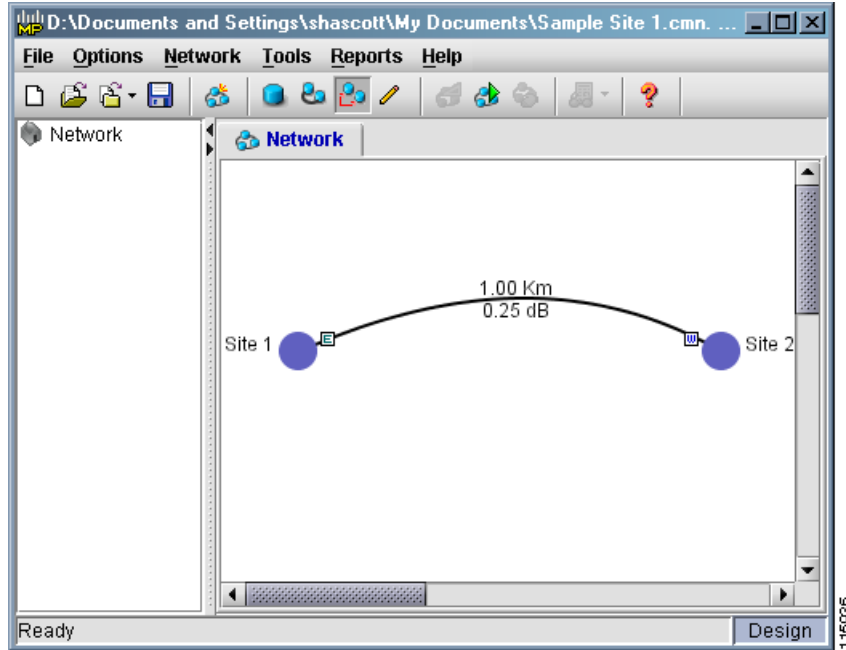 MP D:\Documents and Settings\shascott\My Documents\Sample Site 1.cmn. ...
File Options Network Tools Reports Help
Network
Network
1.00 Km
0.25 dB
Site 1
E
W
Site 2
Ready
Design